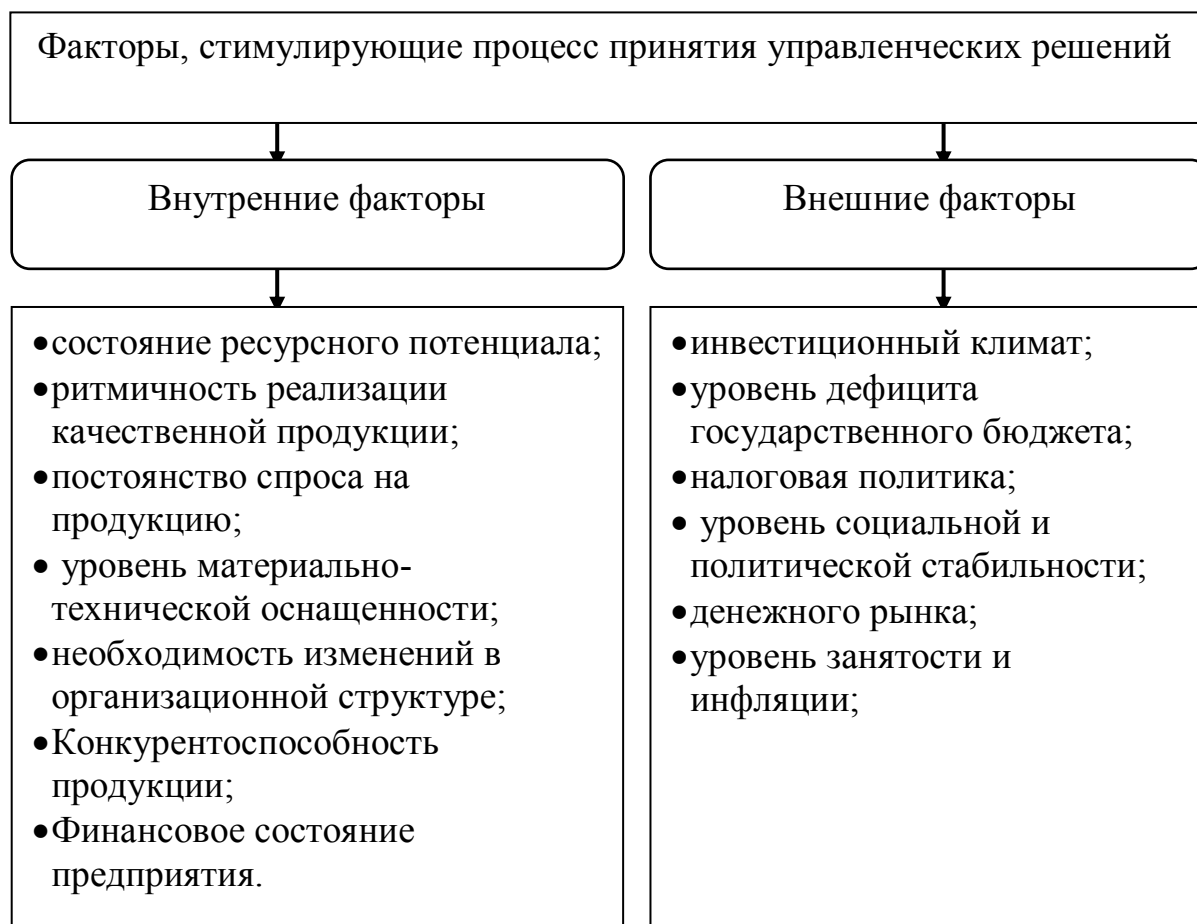 Факторы, стимулирующие процесс принятия управленческих решений
Внутренние факторы
Внешние факторы
•состояние ресурсного потенциала;
•ритмичность реализации
качественной продукции;
•постоянство спроса на
продукцию;
• уровень материально-
технической оснащенности;
•необходимость изменений в
организационной структуре;
•Конкурентоспособность
продукции;
•Финансовое состояние
предприятия.
•инвестиционный климат;
•уровень дефицита
государственного бюджета;
•налоговая политика;
• уровень социальной и
политической стабильности;
•денежного рынка;
•уровень занятости и
инфляции;